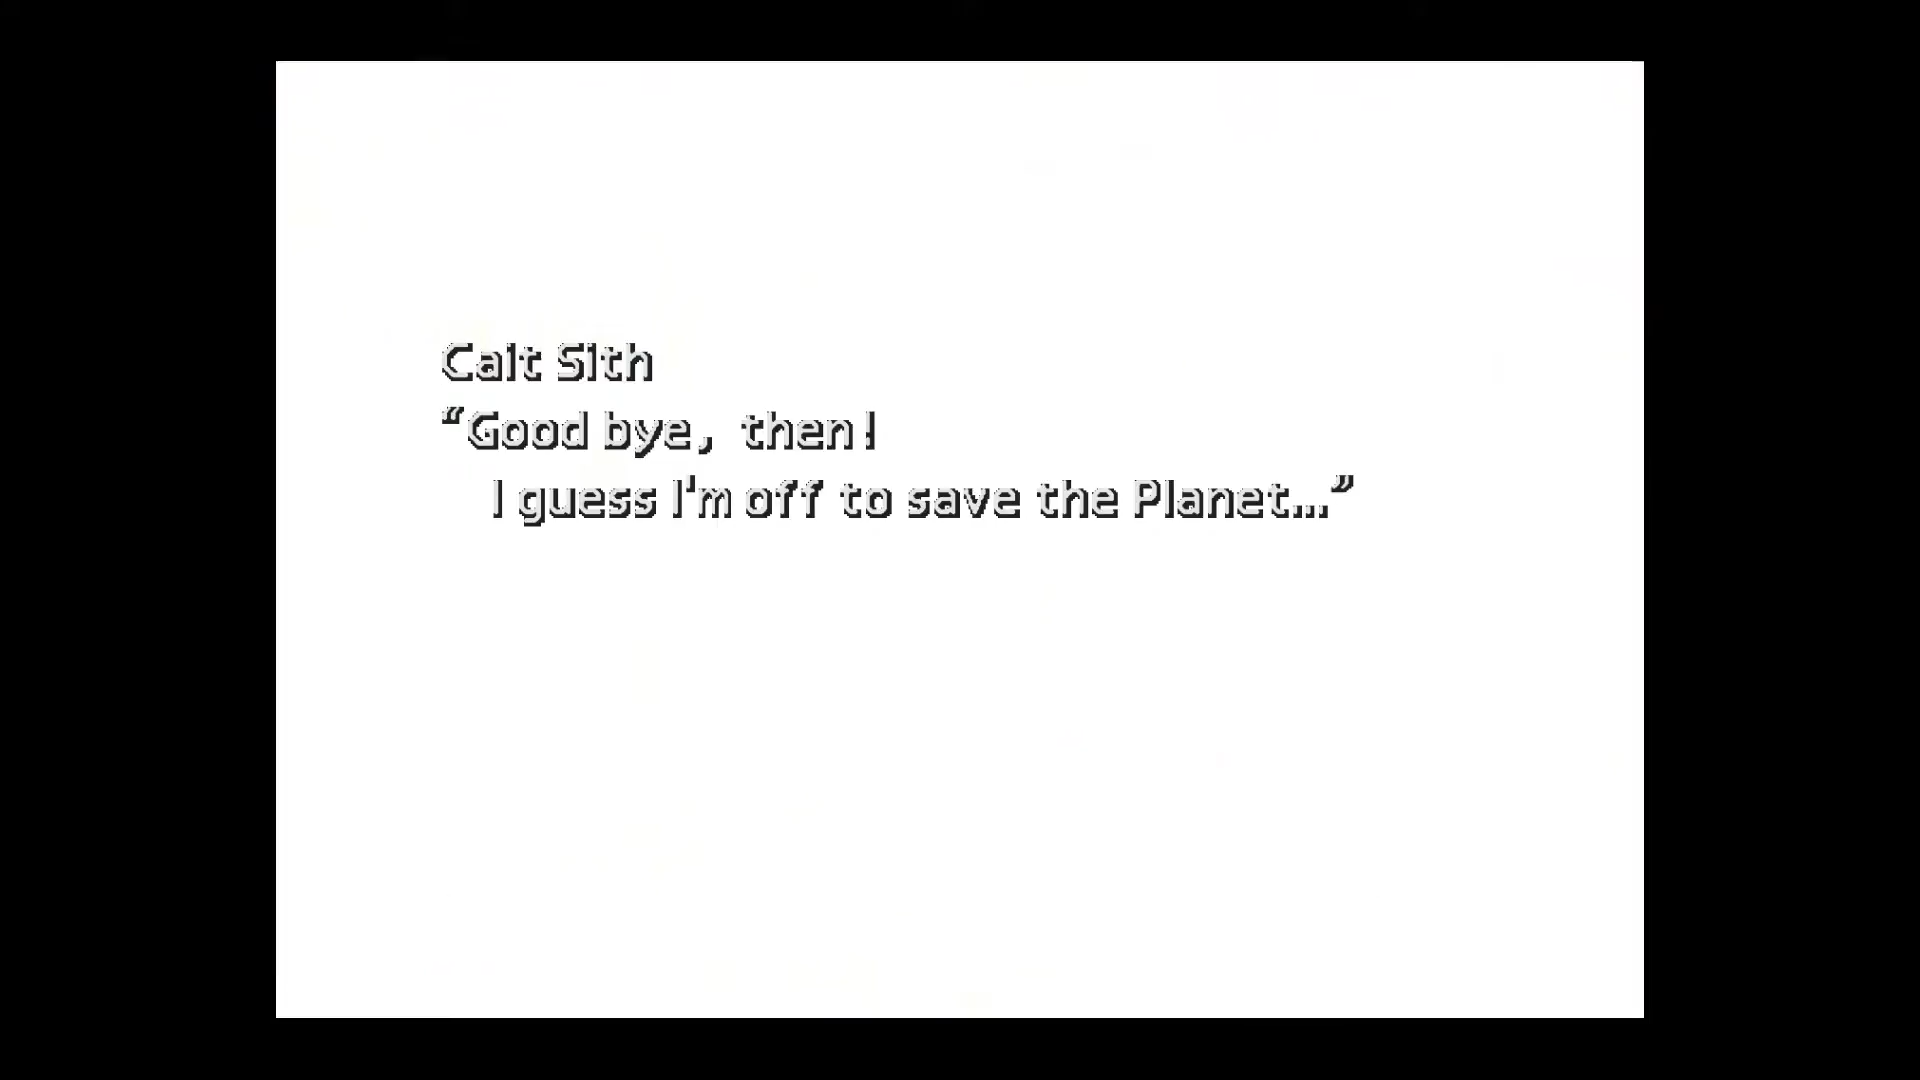 Cait Sith
“Good bye, then!
I guess I'm off to save the Planet...”